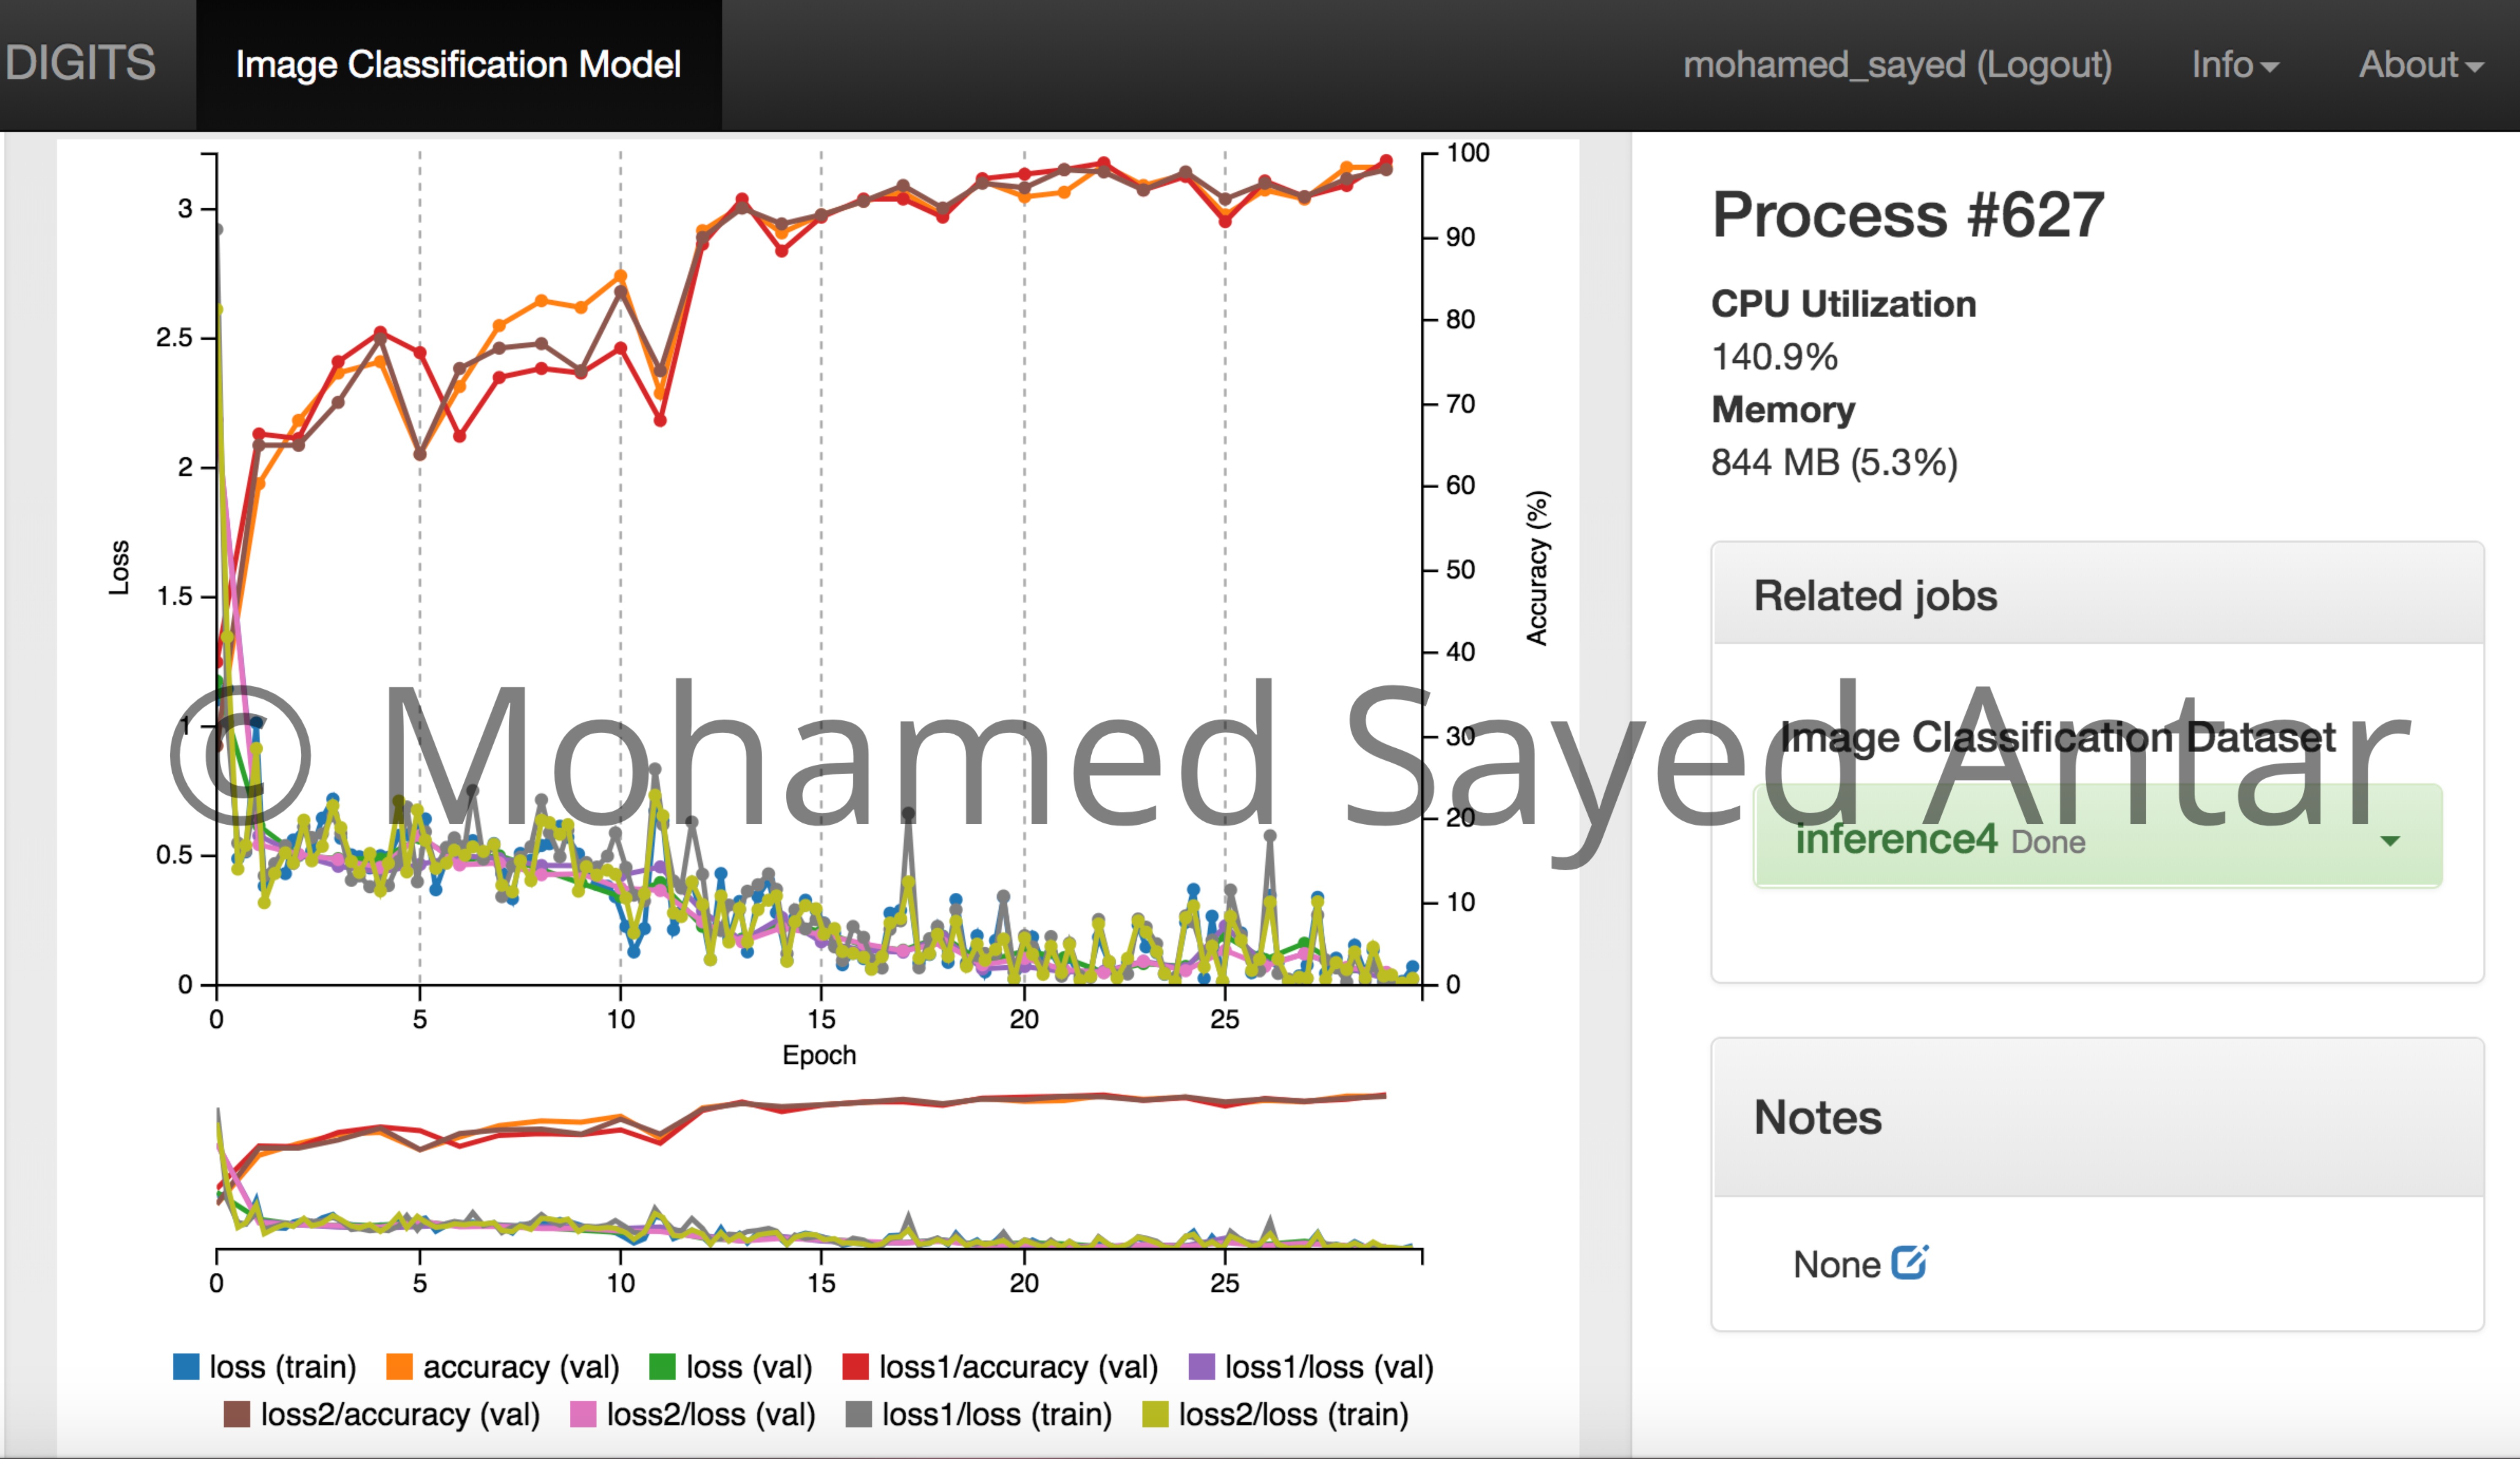 DIGITS Image Classification Model mohamed_sayed (Logout) Info About
3
2.5
2
1.5
1
0.5
0
Loss
100
90
80
70
60
50
40
30
20
10
0
Accuracy (%)
0 5 10 15 20 25
Epoch
0 5 10 15 20 25
loss (train) accuracy (val) loss (val) loss1/accuracy (val) loss1/loss (val)
loss2/accuracy (val) loss2/loss (val) loss1/loss (train) loss2/loss (train)
Process #627
CPU Utilization
140.9%
Memory
844 MB (5.3%)
Related jobs
Image Classification Dataset
inference4 Done
Notes
None
© Mohamed Sayed Antar